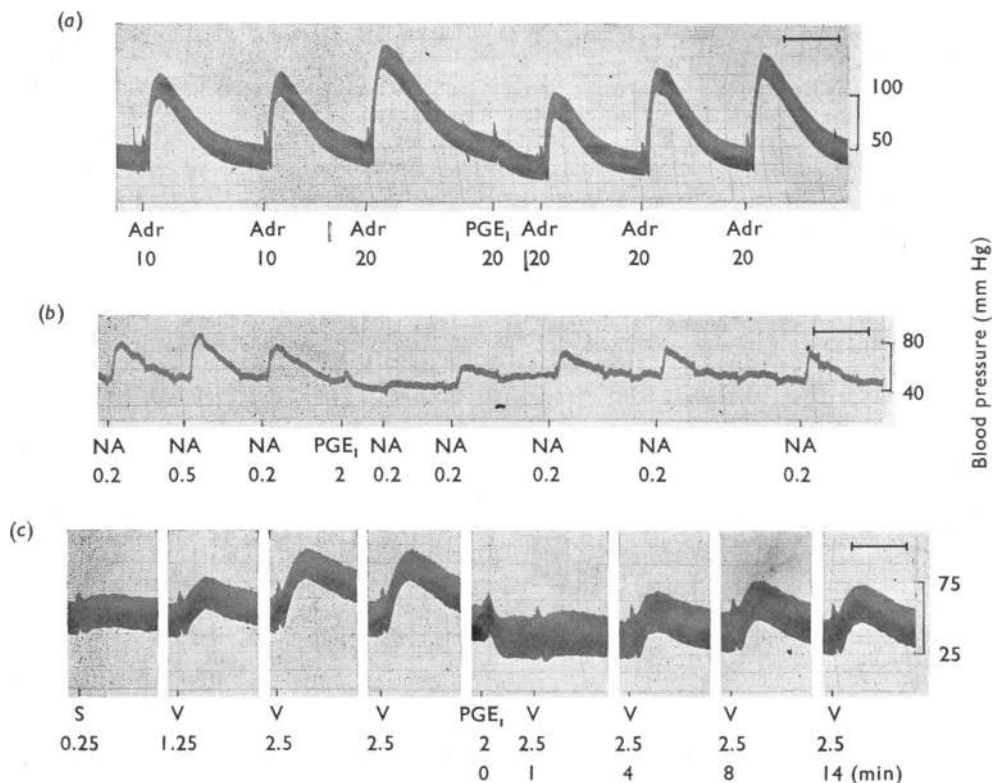 (a)
100
50
Adr Adr Adr PGE₁ Adr Adr Adr
10 10 20 20 20 20 20
(b)
80
40
NA NA NA PGE₁ NA NA NA NA NA
0.2 0.5 0.2 2 0.2 0.2 0.2 0.2 0.2
Blood pressure (mm Hg)
(c)
75
25
S V V V PGE₁ V V V V
0.25 1.25 2.5 2.5 2 2.5 2.5 2.5 2.5
0 1 4 8 14 (min)